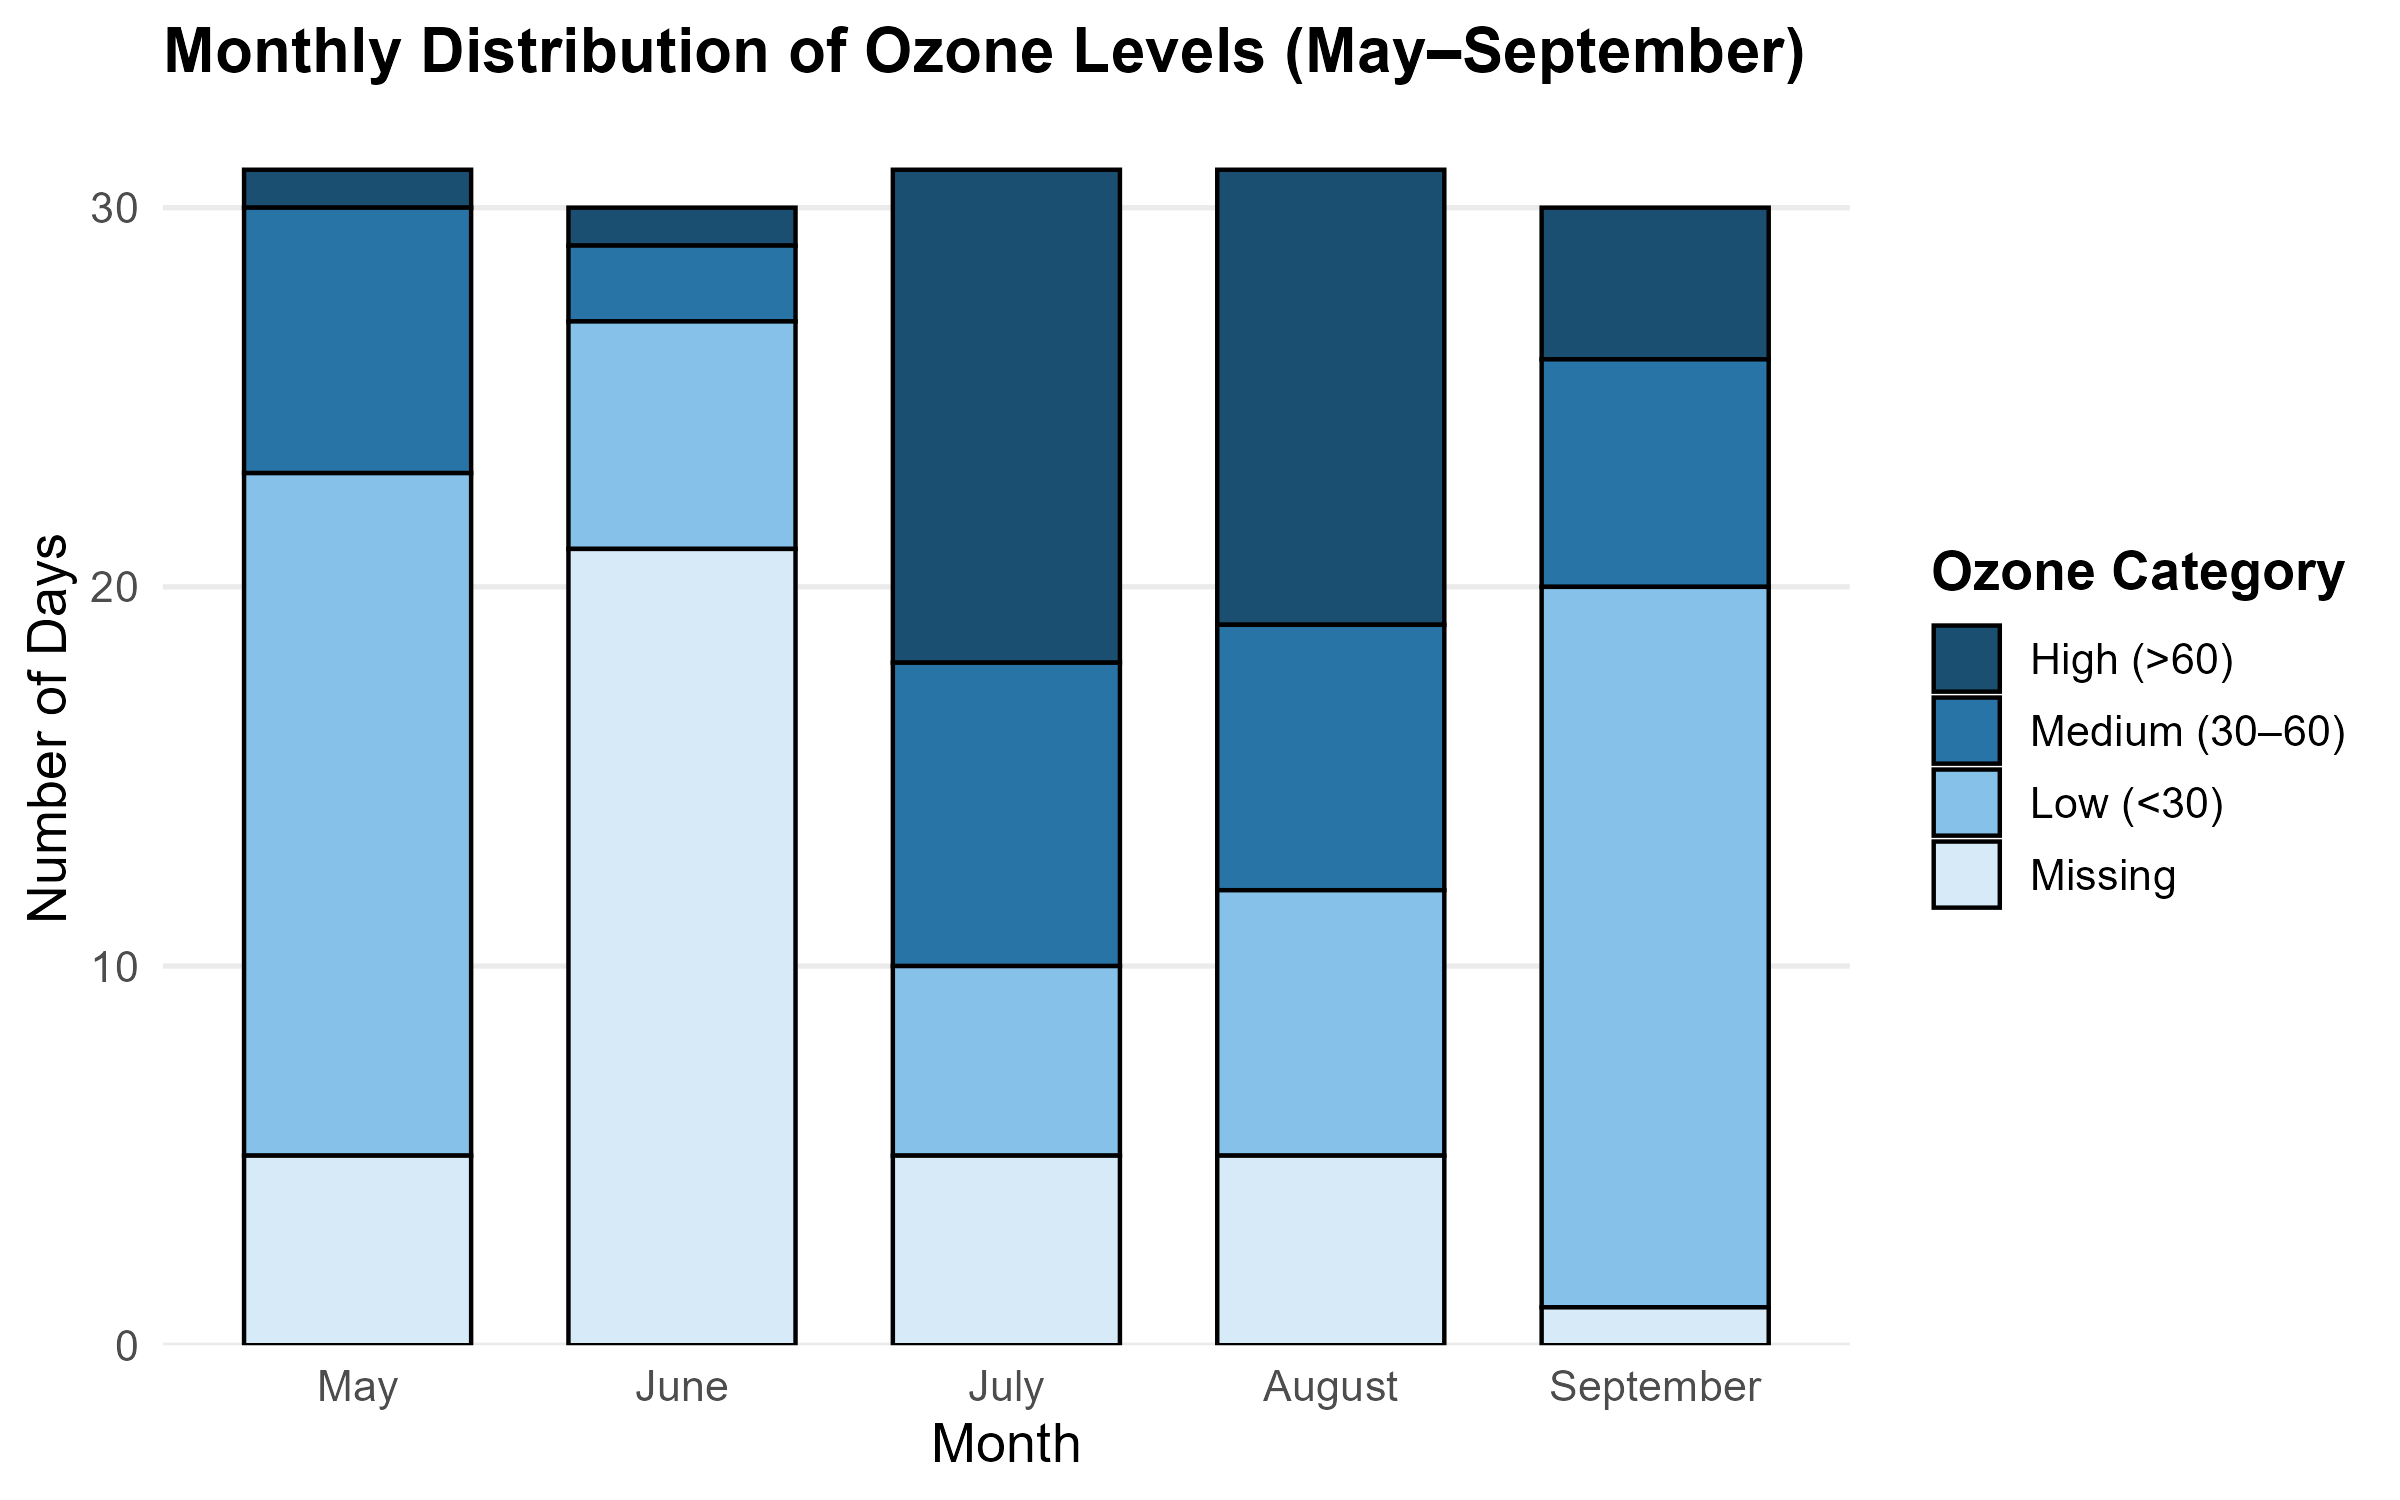 Monthly Distribution of Ozone Levels (May–September)
Number of Days
30
20
10
0
May
June
July
August
September
Month
Ozone Category
High (>60)
Medium (30–60)
Low (<30)
Missing